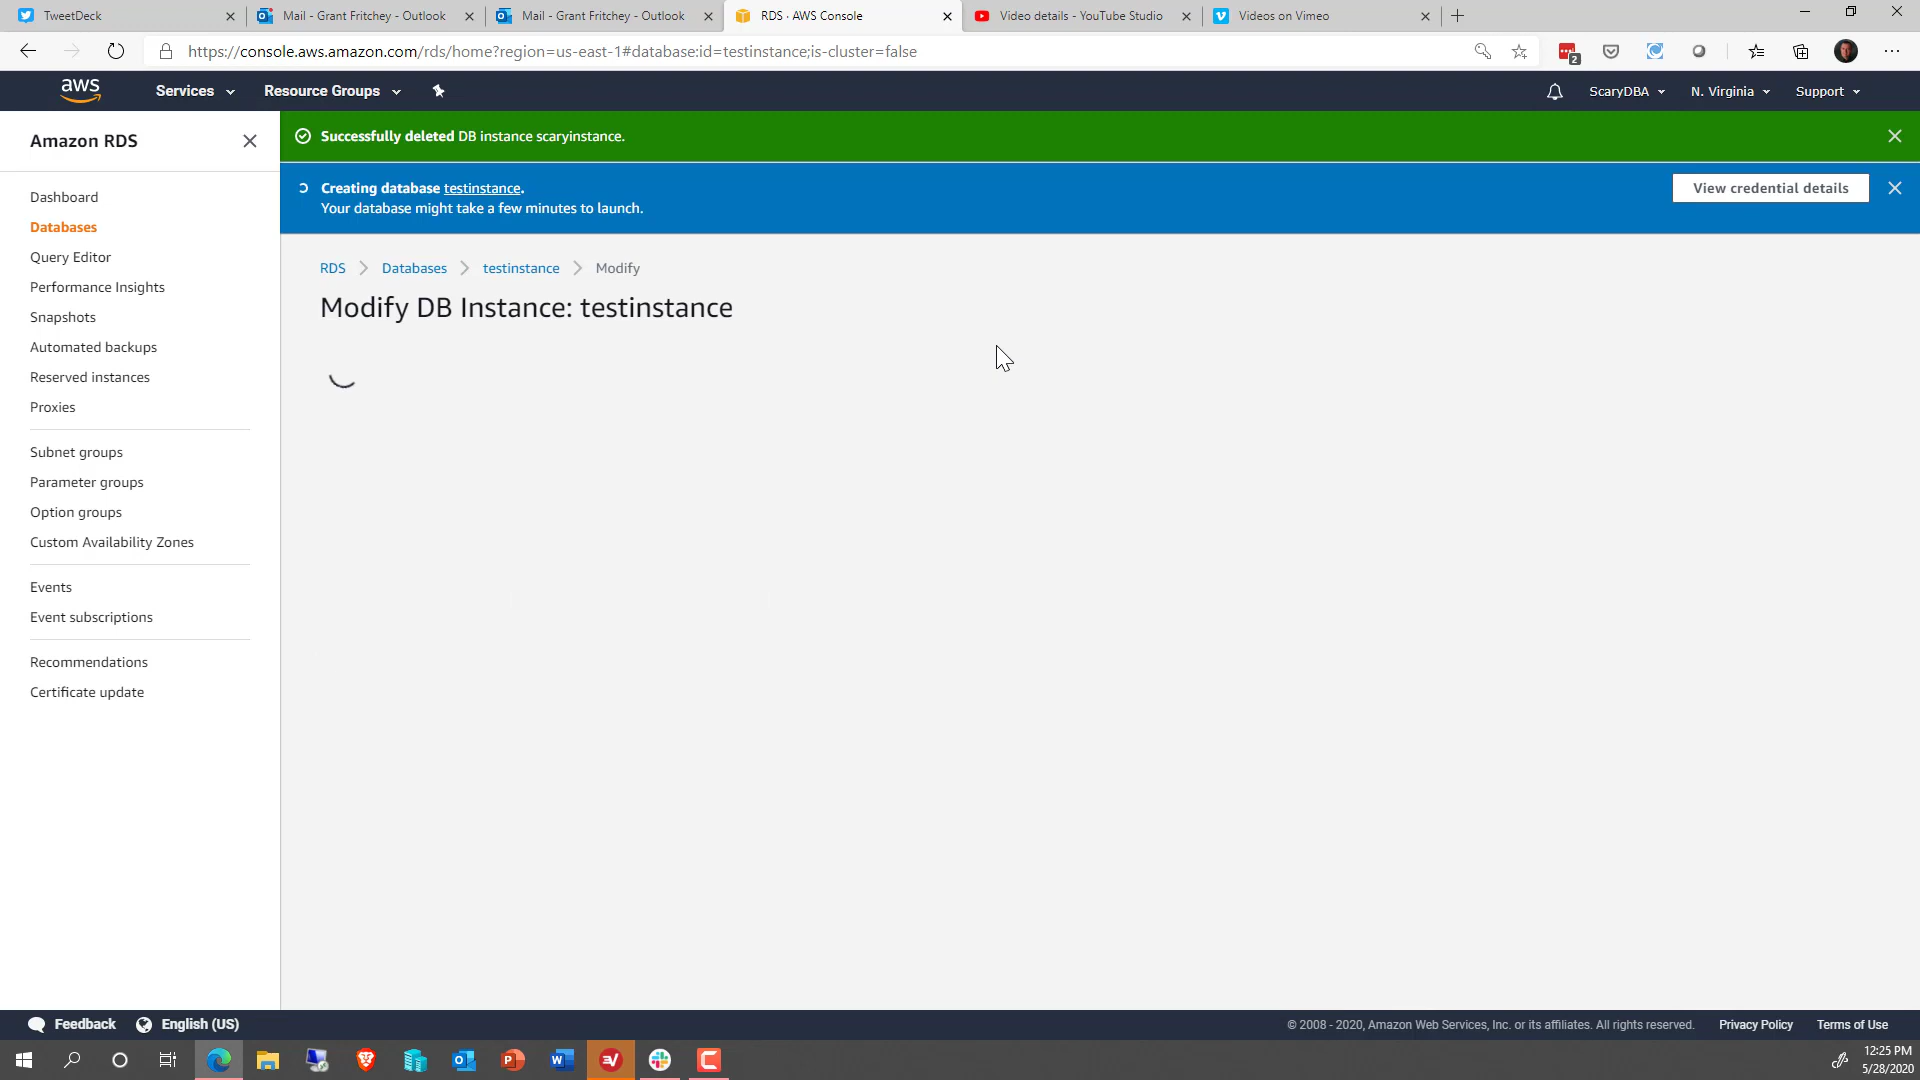 TweetDeck
Mail - Grant Fritchey - Outlook
Mail - Grant Fritchey - Outlook
RDS · AWS Console
Video details - YouTube Studio
Videos on Vimeo
https://console.aws.amazon.com/rds/home?region=us-east-1#database:id=testinstance;is-cluster=false
2
aws
Services
Resource Groups
ScaryDBA
N. Virginia
Support
Amazon RDS
Dashboard
Databases
Query Editor
Performance Insights
Snapshots
Automated backups
Reserved instances
Proxies
Subnet groups
Parameter groups
Option groups
Custom Availability Zones
Events
Event subscriptions
Recommendations
Certificate update
Successfully deleted DB instance scaryinstance.
Creating database testinstance.
Your database might take a few minutes to launch.
View credential details
RDS
Databases
testinstance
Modify
Modify DB Instance: testinstance
Feedback
English (US)
© 2008 - 2020, Amazon Web Services, Inc. or its affiliates. All rights reserved.
Privacy Policy
Terms of Use
12:25 PM
5/28/2020